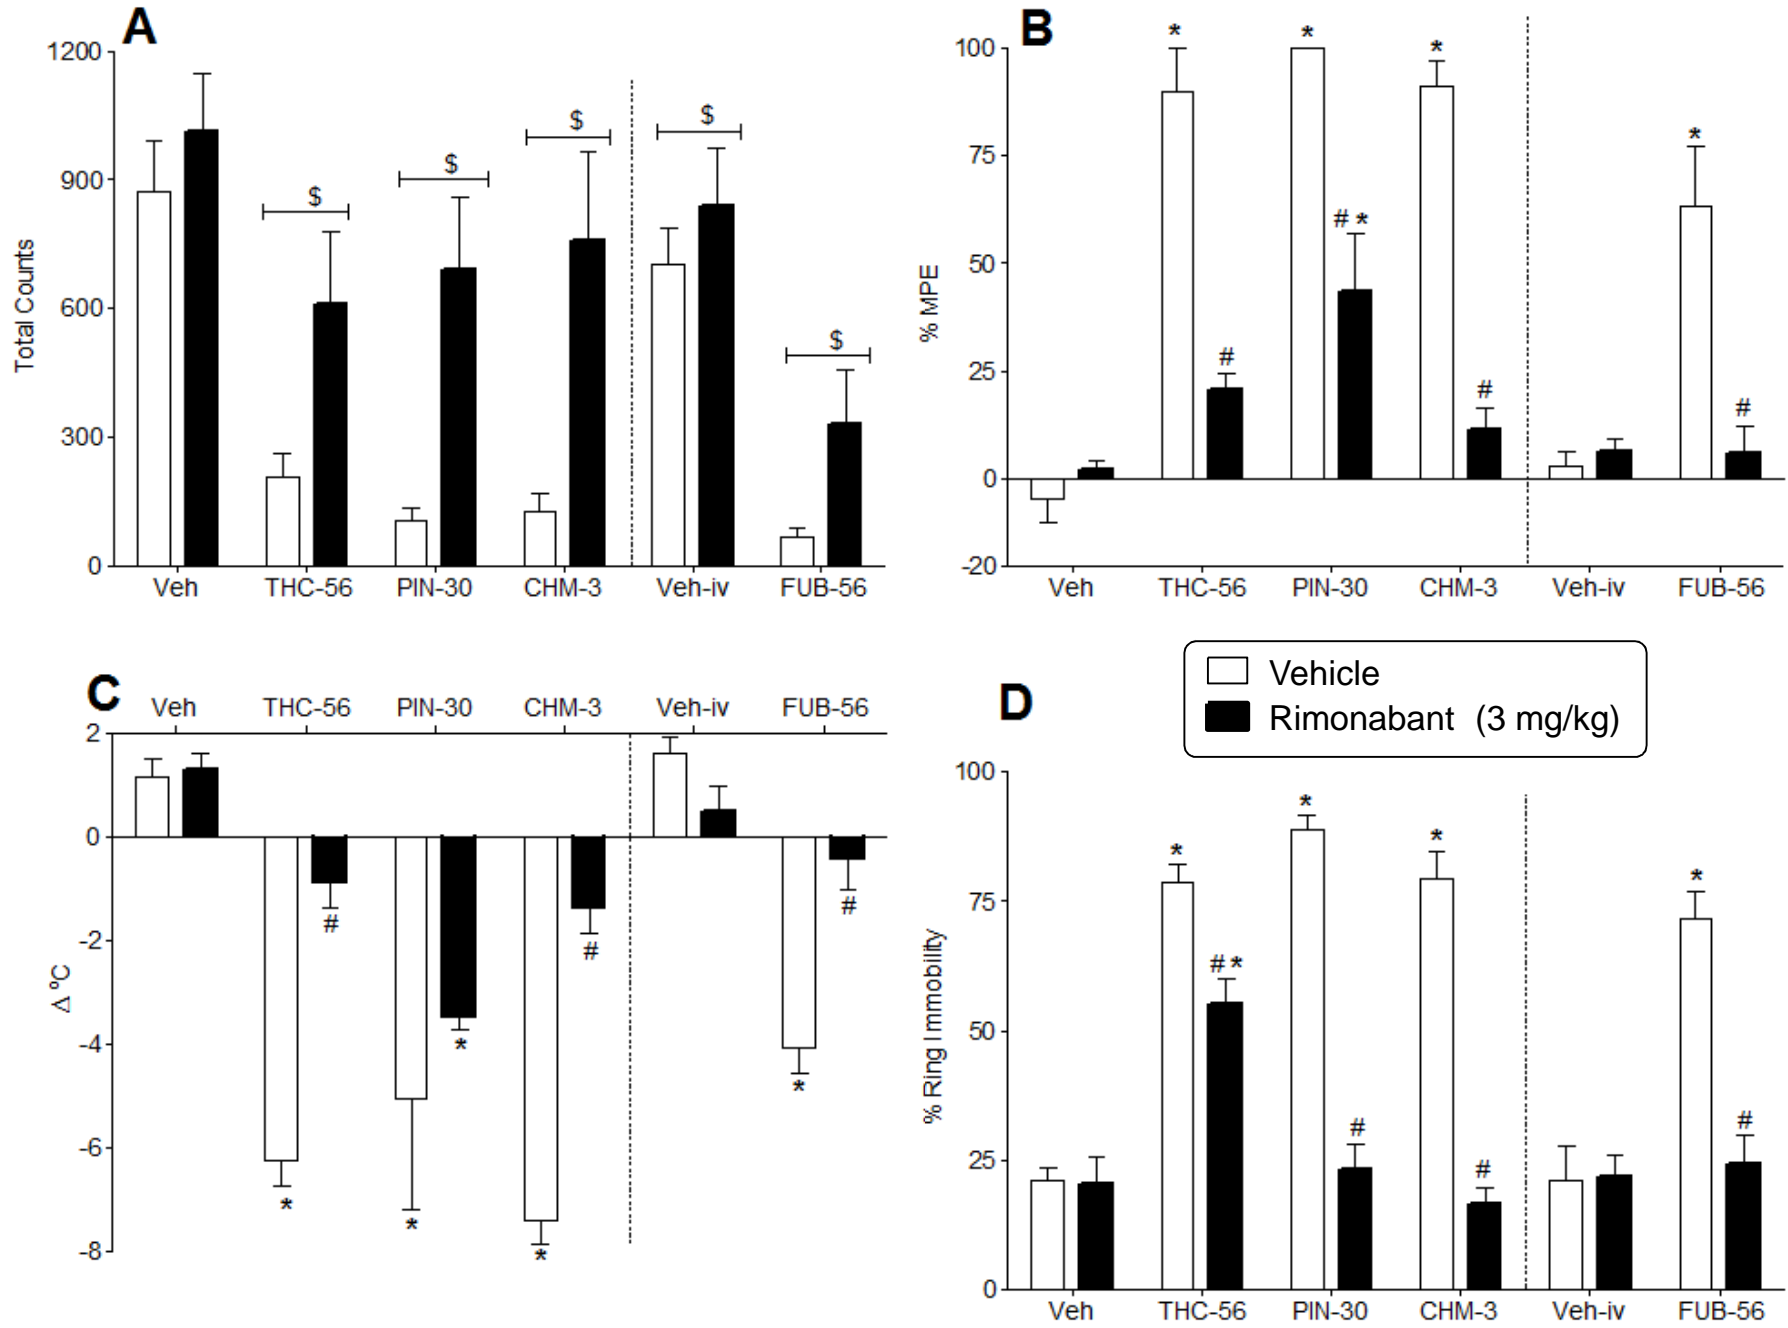 A
1200
900
600
300
0
Total Counts
$
$
$
$
$
Veh
THC-56
PIN-30
CHM-3
Veh-iv
FUB-56
B
100
75
50
25
0
-20
% MPE
*
*
*
*
# *
#
#
#
Veh
THC-56
PIN-30
CHM-3
Veh-iv
FUB-56
Vehicle
Rimonabant (3 mg/kg)
C
Veh
THC-56
PIN-30
CHM-3
Veh-iv
FUB-56
2
0
-2
-4
-6
-8
Δ ºC
#
#
#
*
*
*
*
*
D
100
75
50
25
0
% Ring Immobility
*
*
*
*
# *
#
#
#
Veh
THC-56
PIN-30
CHM-3
Veh-iv
FUB-56